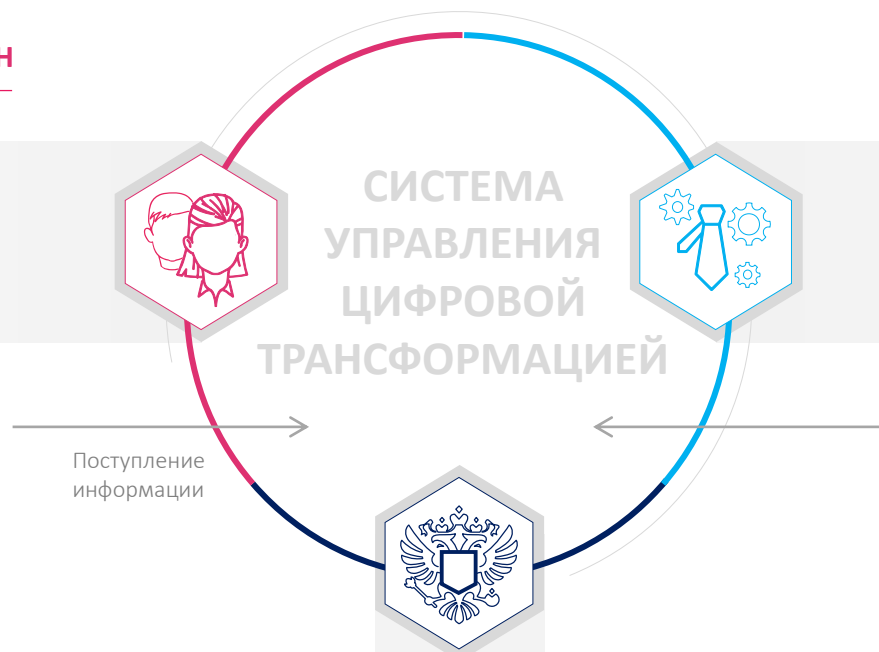 СИСТЕМА
УПРАВЛЕНИЯ
ЦИФРОВОЙ
ТРАНСФОРМАЦИЕЙ
Поступление
информации